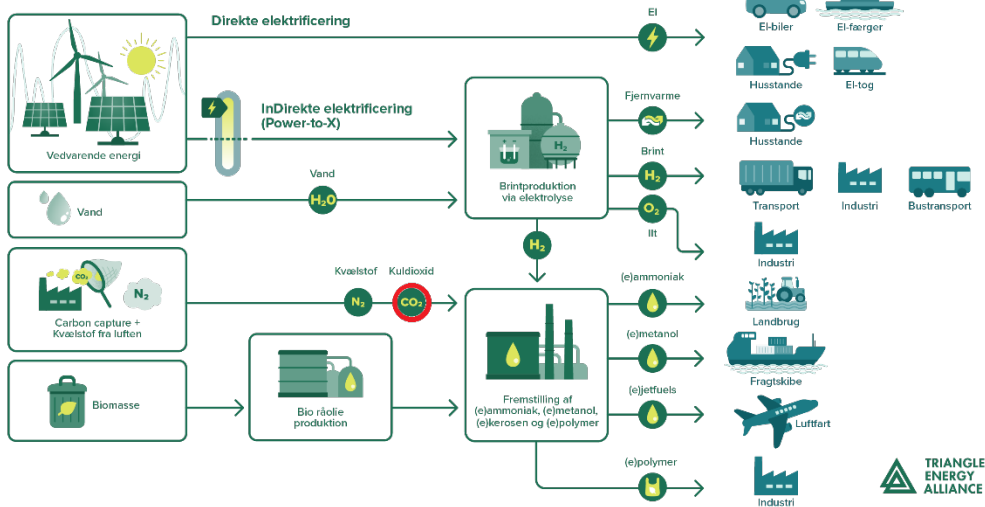 Direkte elektrificering
El
El-biler
El-færger
InDirekte elektrificering
(Power-to-X)
Vedvarende energi
H₂
Brintproduktion
via elektrolyse
Fjernvarme
Brint
H₂
O₂
Ilt
Husstande
El-tog
Husstande
Transport
Industri
Bustransport
Industri
Vand
Vand
H₂O
H₂
CO₂
N₂
Carbon capture +
Kvælstof fra luften
Kvælstof
Kuldioxid
N₂
CO₂
Biomasse
Bio råolie
produktion
Fremstilling af
(e)ammoniak, (e)metanol,
(e)kerosen og (e)polymer
(e)ammoniak
Landbrug
(e)metanol
Fragtskibe
(e)jetfuels
Luftfart
(e)polymer
Industri
TRIANGLE
ENERGY
ALLIANCE